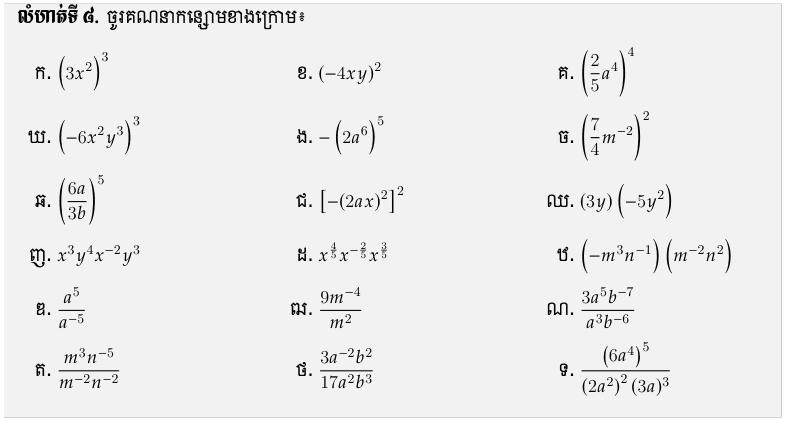 លំហាត់ទី ៨. ចូរគណនាកន្សោមខាងក្រោម៖
ក. (3x²)³ ខ. (−4xy)² គ. (2/5 a⁴)⁴
ឃ. (−6x²y³)³ ង. −(2a⁶)⁵ ច. (7/4 m⁻²)²
ឆ. (6a/3b)⁵ ជ. [−(2ax)²]² ឈ. (3y)(−5y²)
ញ. x³y⁴x⁻²y³ ដ. x^(4/5) x^(−2/5) x^(3/5) ឋ. (−m³n⁻¹)(m⁻²n²)
ឌ. a⁵/a⁻⁵ ឍ. 9m⁻⁴/m² ណ. 3a⁵b⁻⁷/a³b⁻⁶
ត. m³n⁻⁵/m⁻²n⁻² ថ. 3a⁻²b²/17a²b³ ទ. (6a⁴)⁵/(2a²)²(3a)³